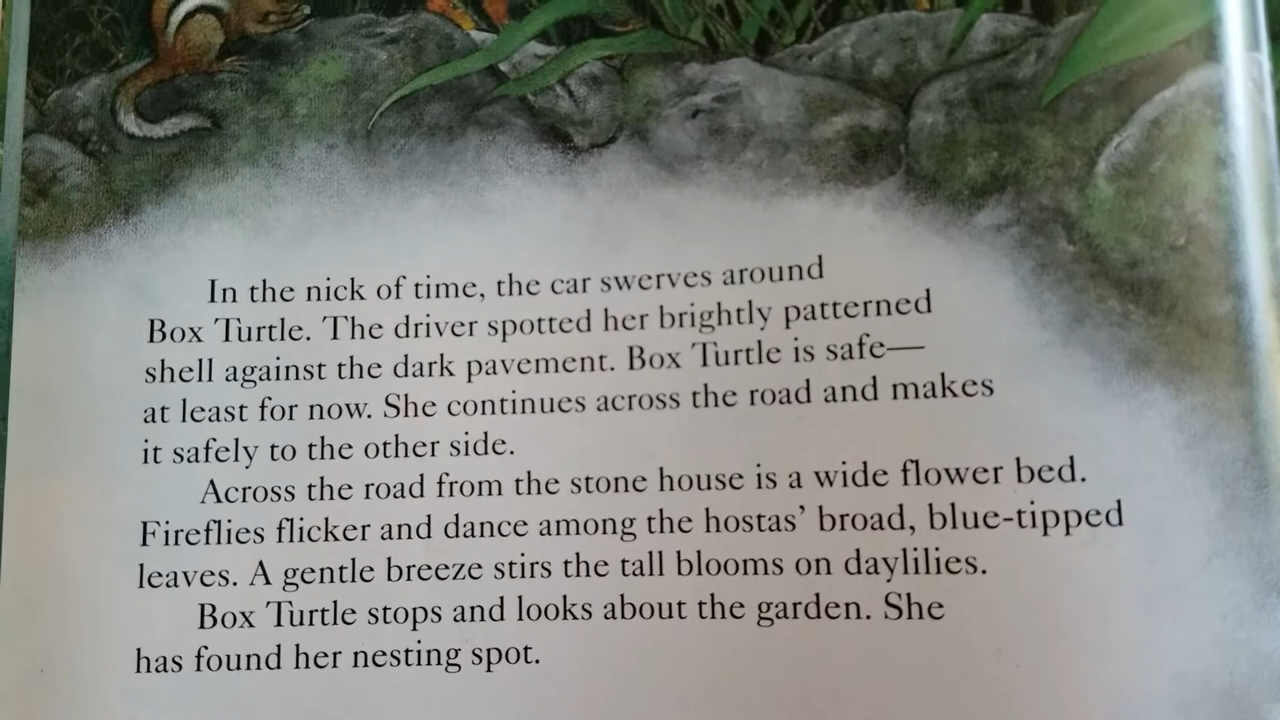 In the nick of time, the car swerves around
Box Turtle. The driver spotted her brightly patterned
shell against the dark pavement. Box Turtle is safe—
at least for now. She continues across the road and makes
it safely to the other side.
Across the road from the stone house is a wide flower bed.
Fireflies flicker and dance among the hostas’ broad, blue-tipped
leaves. A gentle breeze stirs the tall blooms on daylilies.
Box Turtle stops and looks about the garden. She
has found her nesting spot.